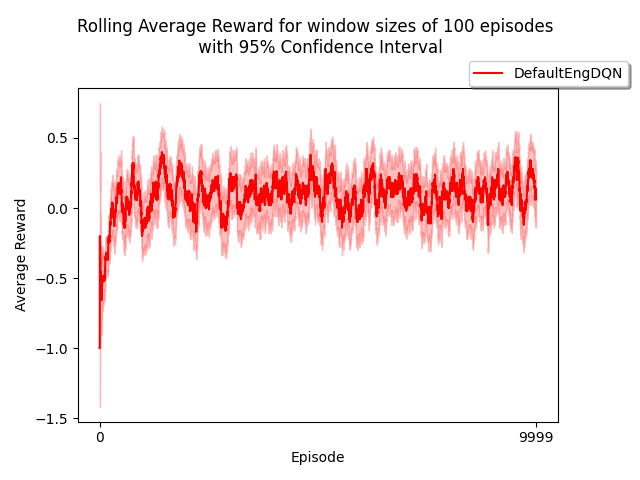 Rolling Average Reward for window sizes of 100 episodes
with 95% Confidence Interval
DefaultEngDQN
Average Reward
0.5
0.0
−0.5
−1.0
−1.5
0
9999
Episode